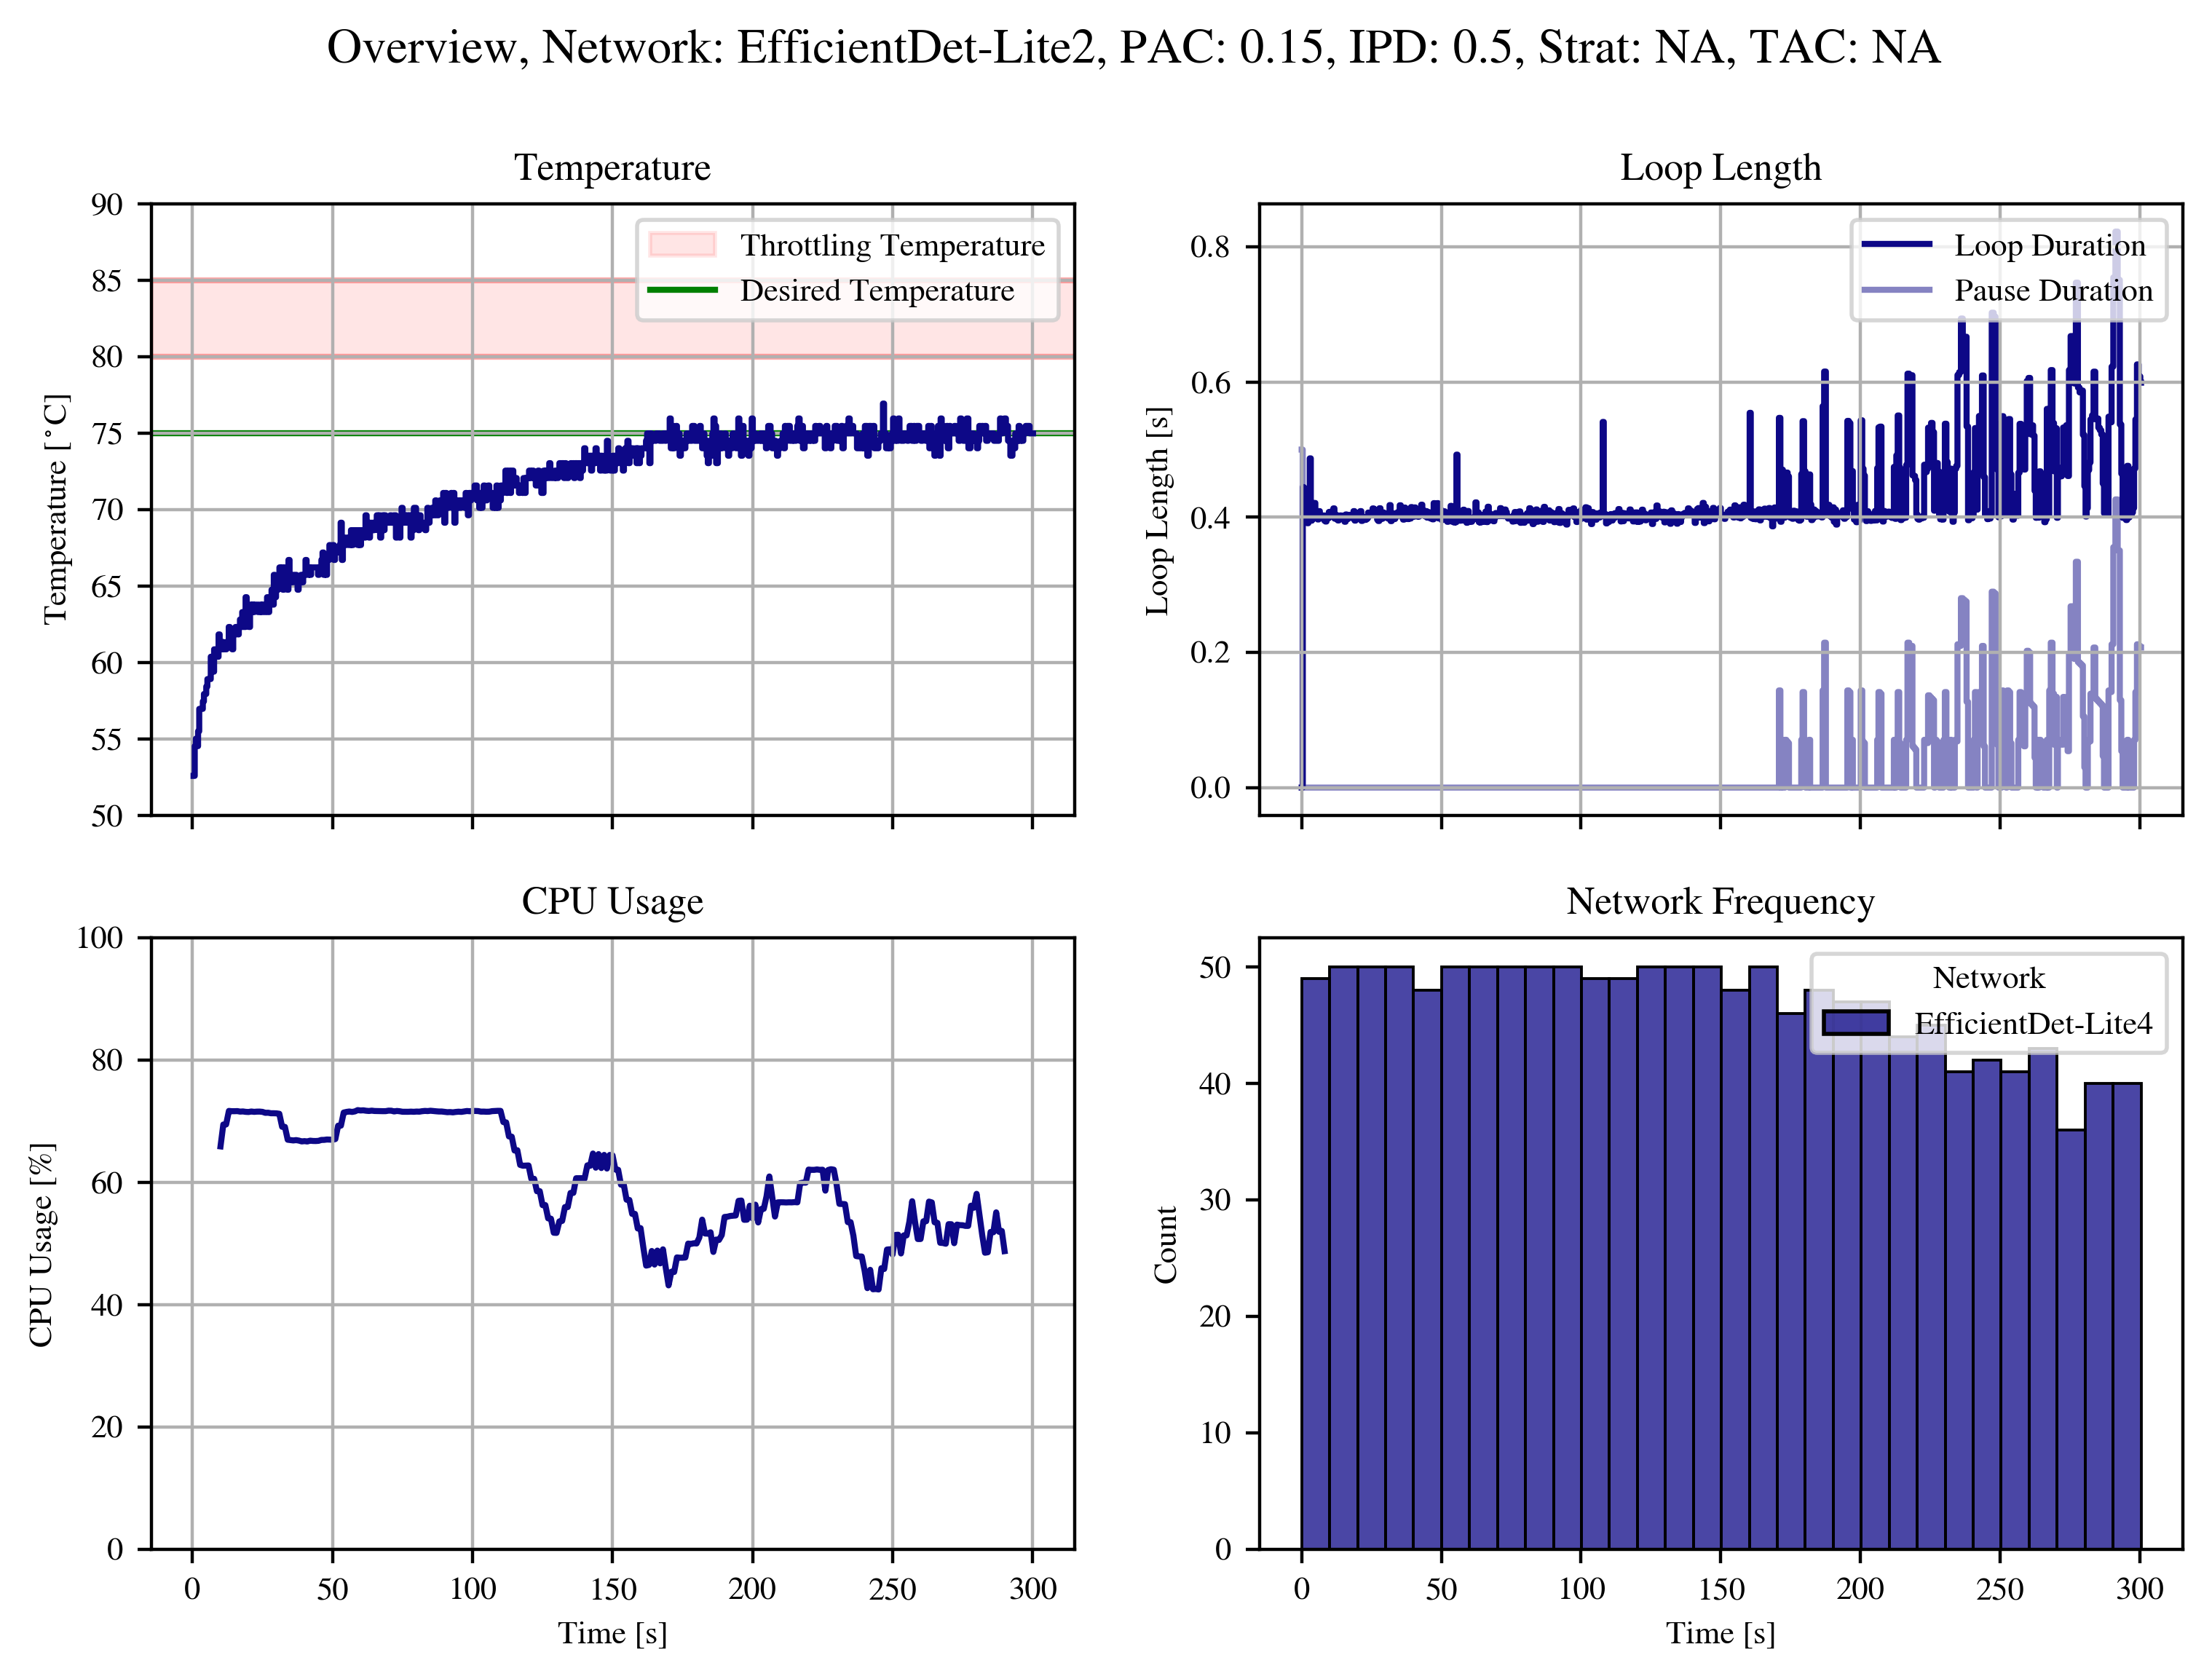 Overview, Network: EfficientDet-Lite2, PAC: 0.15, IPD: 0.5, Strat: NA, TAC: NA
Temperature
90
85
80
75
70
65
60
55
50
Temperature [°C]
Throttling Temperature
Desired Temperature
Loop Length
0.8
0.6
0.4
0.2
0.0
Loop Length [s]
Loop Duration
Pause Duration
CPU Usage
100
80
60
40
20
0
CPU Usage [%]
0 50 100 150 200 250 300
Time [s]
Network Frequency
50
40
30
20
10
0
Count
Network
EfficientDet-Lite4
0 50 100 150 200 250 300
Time [s]